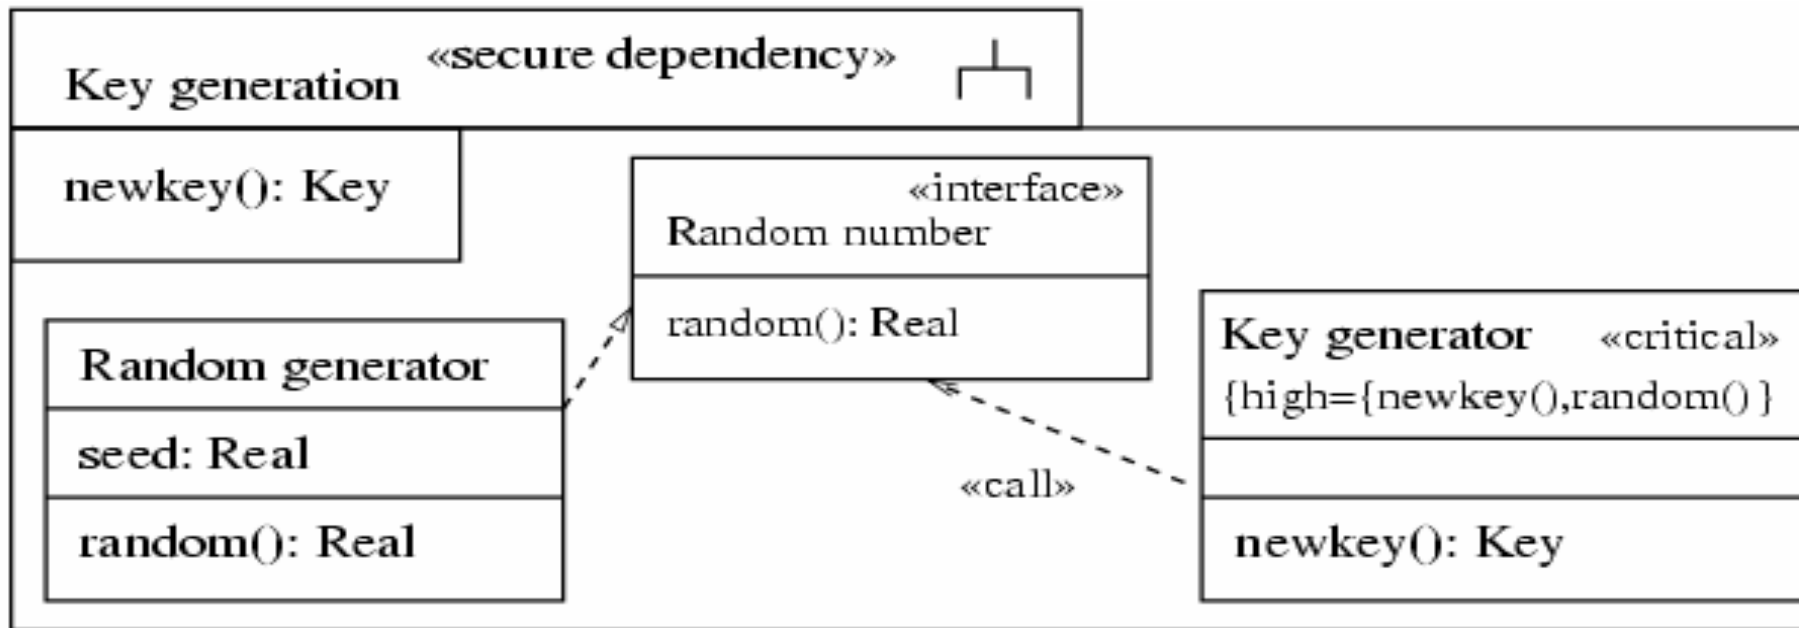 Key generation «secure dependency»
newkey(): Key
«interface»
Random number
random(): Real
Random generator
seed: Real
random(): Real
«call»
Key generator «critical»
{high={newkey(),random() }
newkey(): Key